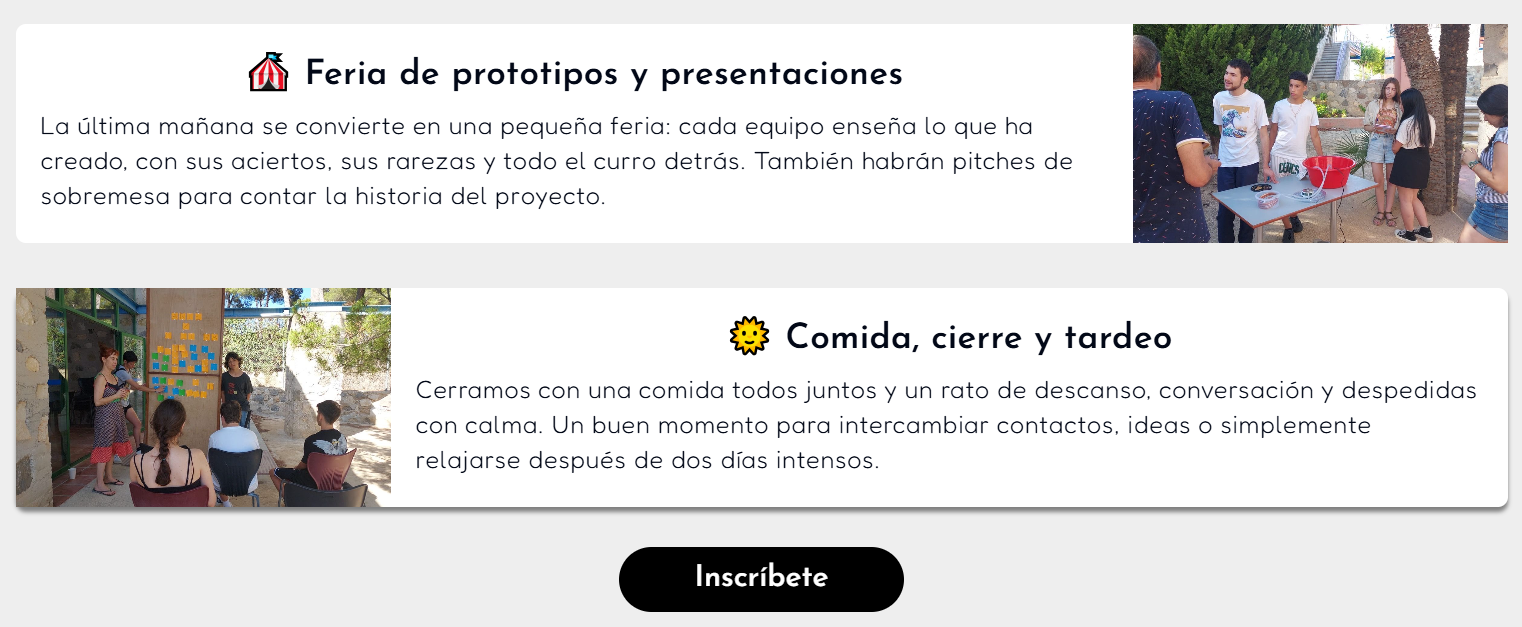 Feria de prototipos y presentaciones
La última mañana se convierte en una pequeña feria: cada equipo enseña lo que ha
creado, con sus aciertos, sus rarezas y todo el curro detrás. También habrán pitches de
sobremesa para contar la historia del proyecto.
Comida, cierre y tardeo
Cerramos con una comida todos juntos y un rato de descanso, conversación y despedidas
con calma. Un buen momento para intercambiar contactos, ideas o simplemente
relajarse después de dos días intensos.
Inscríbete